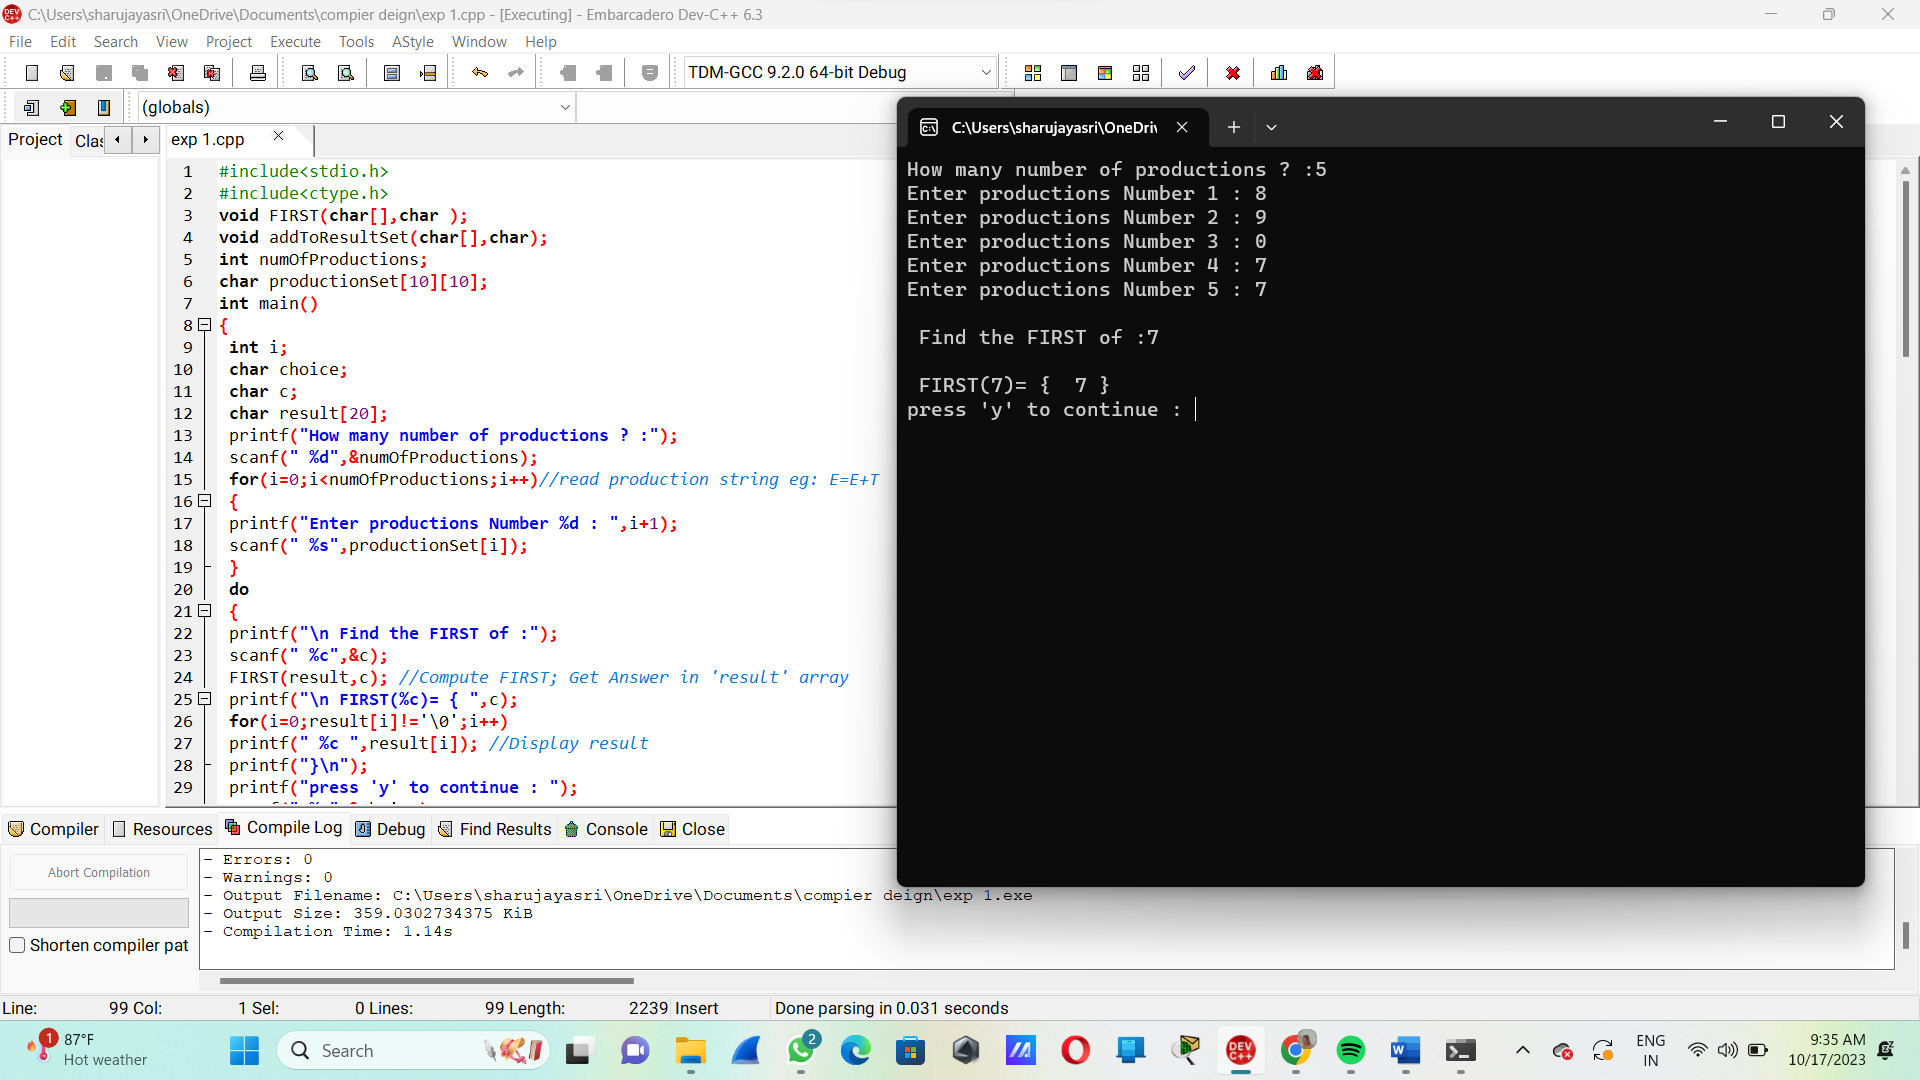 C:\Users\sharujayasri\OneDrive\Documents\compier deign\exp 1.cpp - [Executing] - Embarcadero Dev-C++ 6.3
File Edit Search View Project Execute Tools AStyle Window Help
TDM-GCC 9.2.0 64-bit Debug
(globals)
Project Clas exp 1.cpp
1 #include<stdio.h>
2 #include<ctype.h>
3 void FIRST(char[],char );
4 void addToResultSet(char[],char);
5 int numOfProductions;
6 char productionSet[10][10];
7 int main()
8 {
9 int i;
10 char choice;
11 char c;
12 char result[20];
13 printf("How many number of productions ? :");
14 scanf(" %d",&numOfProductions);
15 for(i=0;i<numOfProductions;i++)//read production string eg: E=E+T
16 {
17 printf("Enter productions Number %d : ",i+1);
18 scanf(" %s",productionSet[i]);
19 }
20 do
21 {
22 printf("\n Find the FIRST of :");
23 scanf(" %c",&c);
24 FIRST(result,c); //Compute FIRST; Get Answer in 'result' array
25 printf("\n FIRST(%c)= { ",c);
26 for(i=0;result[i]!='\0';i++)
27 printf(" %c ",result[i]); //Display result
28 printf("}\n");
29 printf("press 'y' to continue : ");
C:\Users\sharujayasri\OneDri
How many number of productions ? :5
Enter productions Number 1 : 8
Enter productions Number 2 : 9
Enter productions Number 3 : 0
Enter productions Number 4 : 7
Enter productions Number 5 : 7
Find the FIRST of :7
FIRST(7)= {  7 }
press 'y' to continue :
Compiler Resources Compile Log Debug Find Results Console Close
Abort Compilation
Shorten compiler pat
- Errors: 0
- Warnings: 0
- Output Filename: C:\Users\sharujayasri\OneDrive\Documents\compier deign\exp 1.exe
- Output Size: 359.0302734375 KiB
- Compilation Time: 1.14s
Line: 99 Col: 1 Sel: 0 Lines: 99 Length: 2239 Insert Done parsing in 0.031 seconds
1
87°F
Hot weather
Search
2
DEV C++
ENG
IN
9:35 AM
10/17/2023